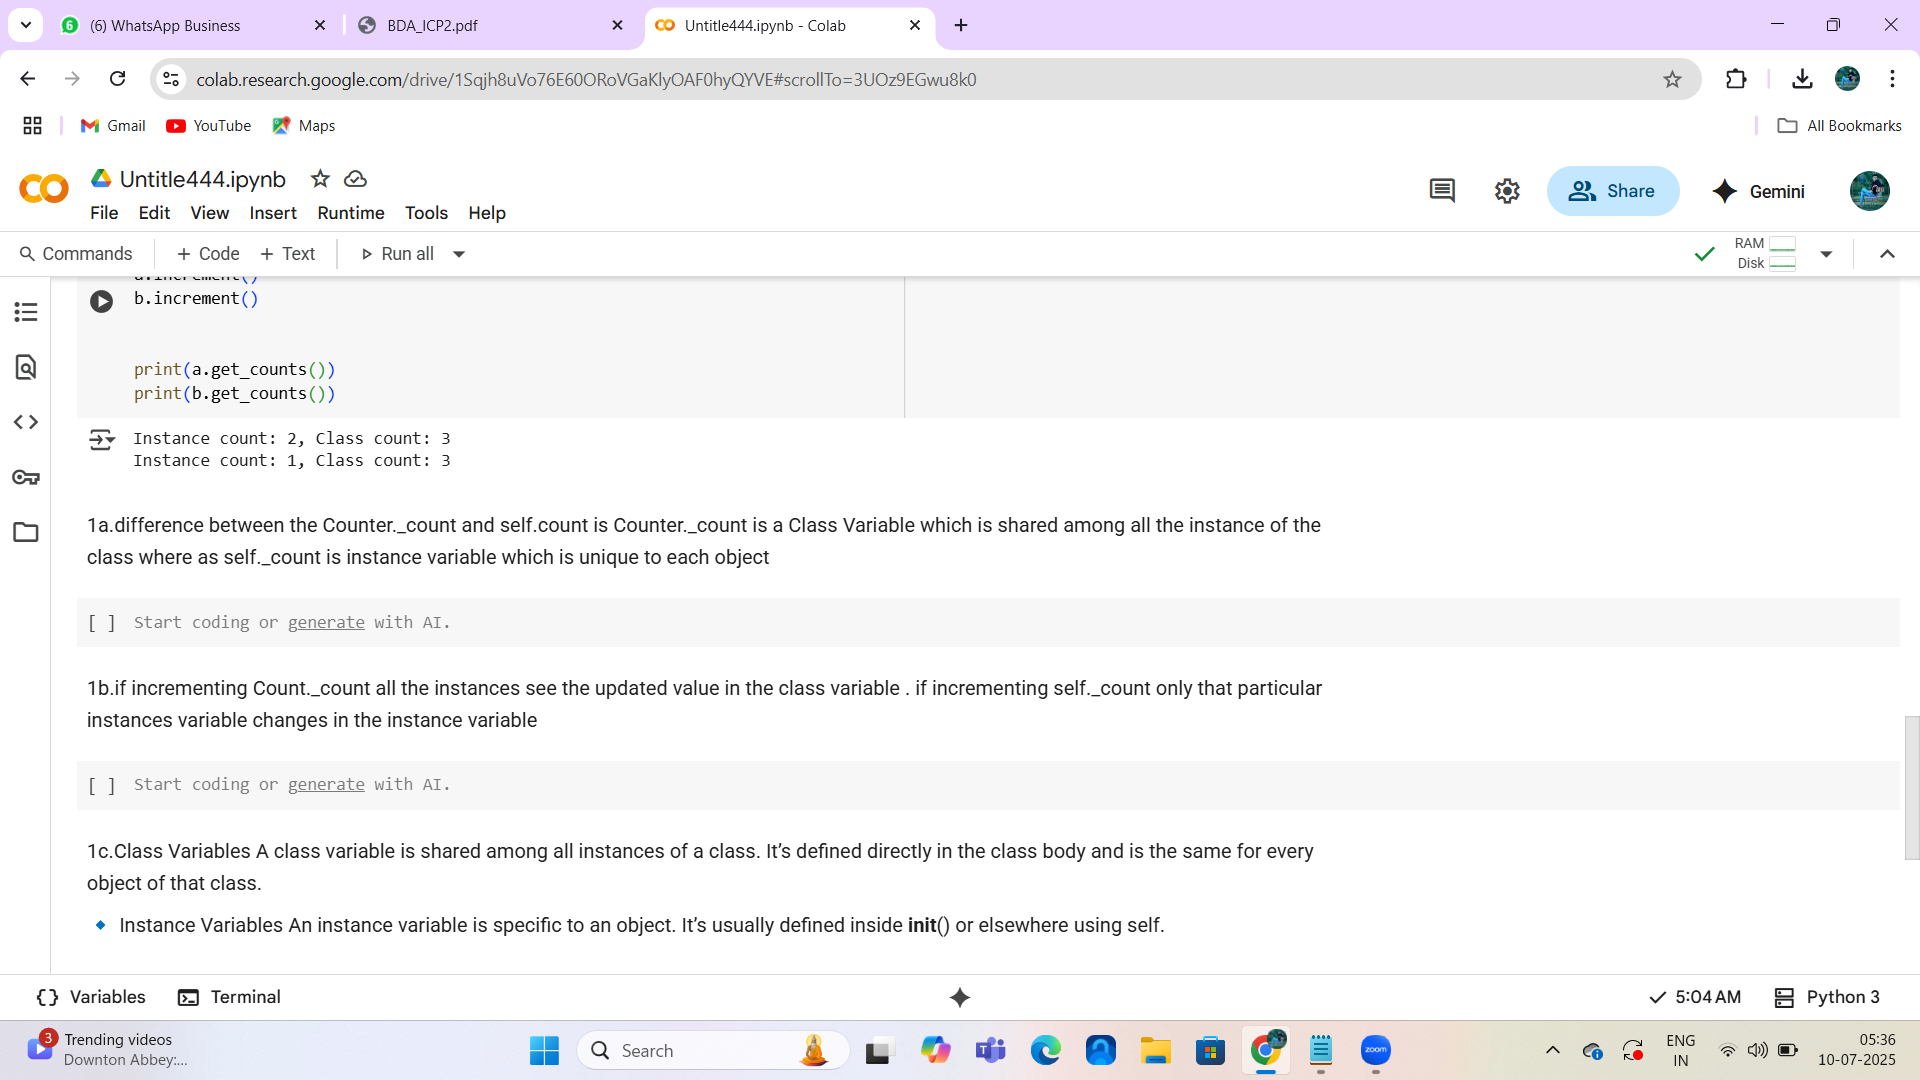 (6) WhatsApp Business
BDA_ICP2.pdf
Untitle444.ipynb - Colab
colab.research.google.com/drive/1Sqjh8uVo76E60ORoVGaKlyOAF0hyQYVE#scrollTo=3UOz9EGwu8k0
Gmail YouTube Maps All Bookmarks
Untitle444.ipynb
File Edit View Insert Runtime Tools Help
Share Gemini
Commands + Code + Text Run all
RAM
Disk
a.increment()
b.increment()
print(a.get_counts())
print(b.get_counts())
Instance count: 2, Class count: 3
Instance count: 1, Class count: 3
1a.difference between the Counter._count and self.count is Counter._count is a Class Variable which is shared among all the instance of the
class where as self._count is instance variable which is unique to each object
[ ] Start coding or generate with AI.
1b.if incrementing Count._count all the instances see the updated value in the class variable . if incrementing self._count only that particular
instances variable changes in the instance variable
[ ] Start coding or generate with AI.
1c.Class Variables A class variable is shared among all instances of a class. It’s defined directly in the class body and is the same for every
object of that class.
Instance Variables An instance variable is specific to an object. It’s usually defined inside init() or elsewhere using self.
{} Variables Terminal
5:04 AM Python 3
3 Trending videos
Downton Abbey:...
Search
zoom
ENG
IN
05:36
10-07-2025